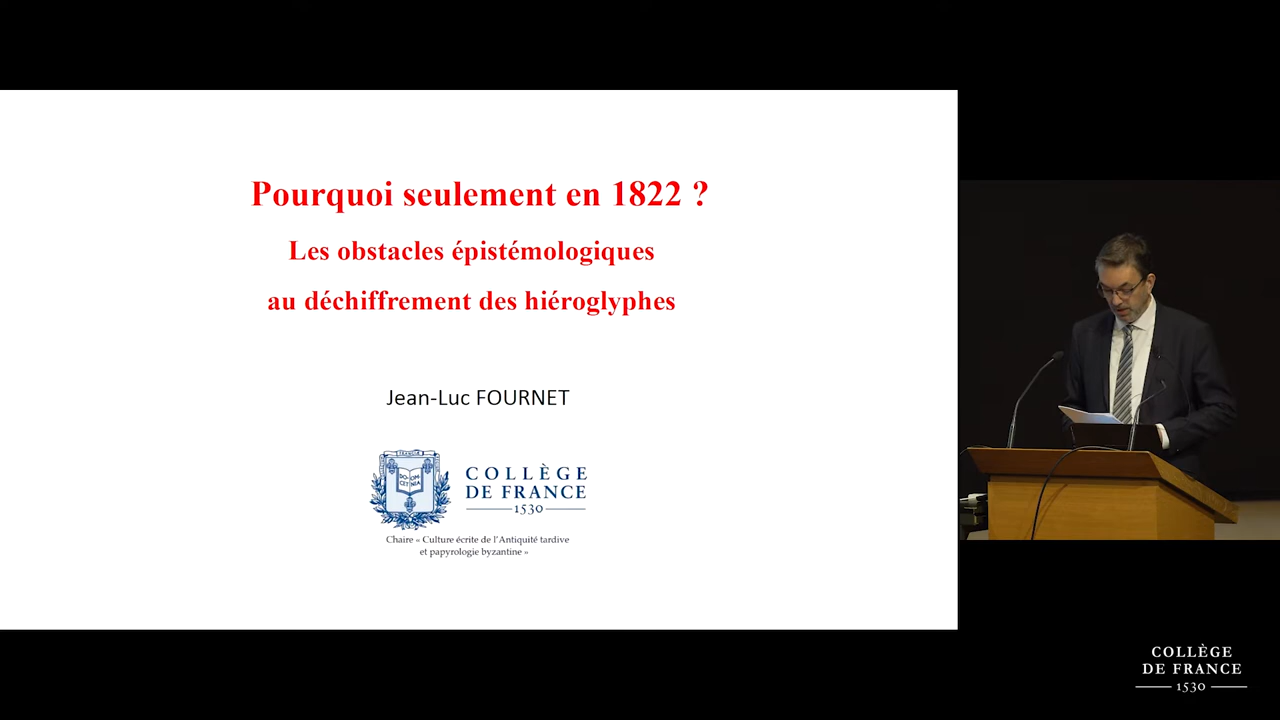 Pourquoi seulement en 1822 ?
Les obstacles épistémologiques
au déchiffrement des hiéroglyphes
Jean-Luc FOURNET
COLLÈGE
DE FRANCE
1530
Chaire « Culture écrite de l'Antiquité tardive
et papyrologie byzantine »
COLLÈGE
DE FRANCE
1530